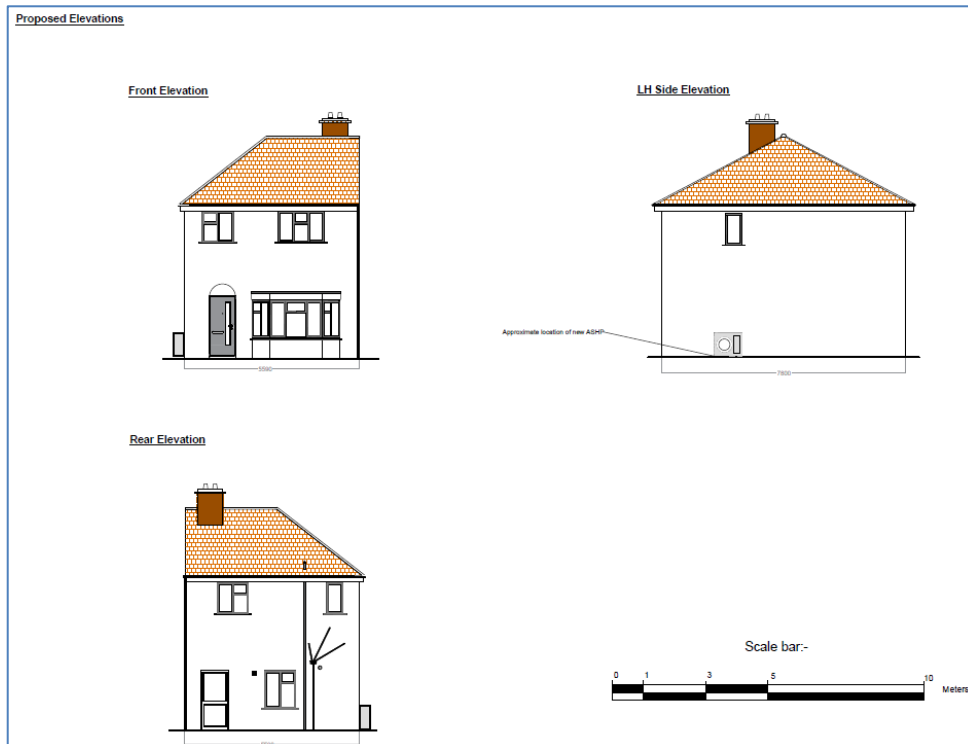 Proposed Elevations
Front Elevation
LH Side Elevation
Approximate location of new ASHP
7800
Rear Elevation
Scale bar:-
0 1 3 5 10
Meters